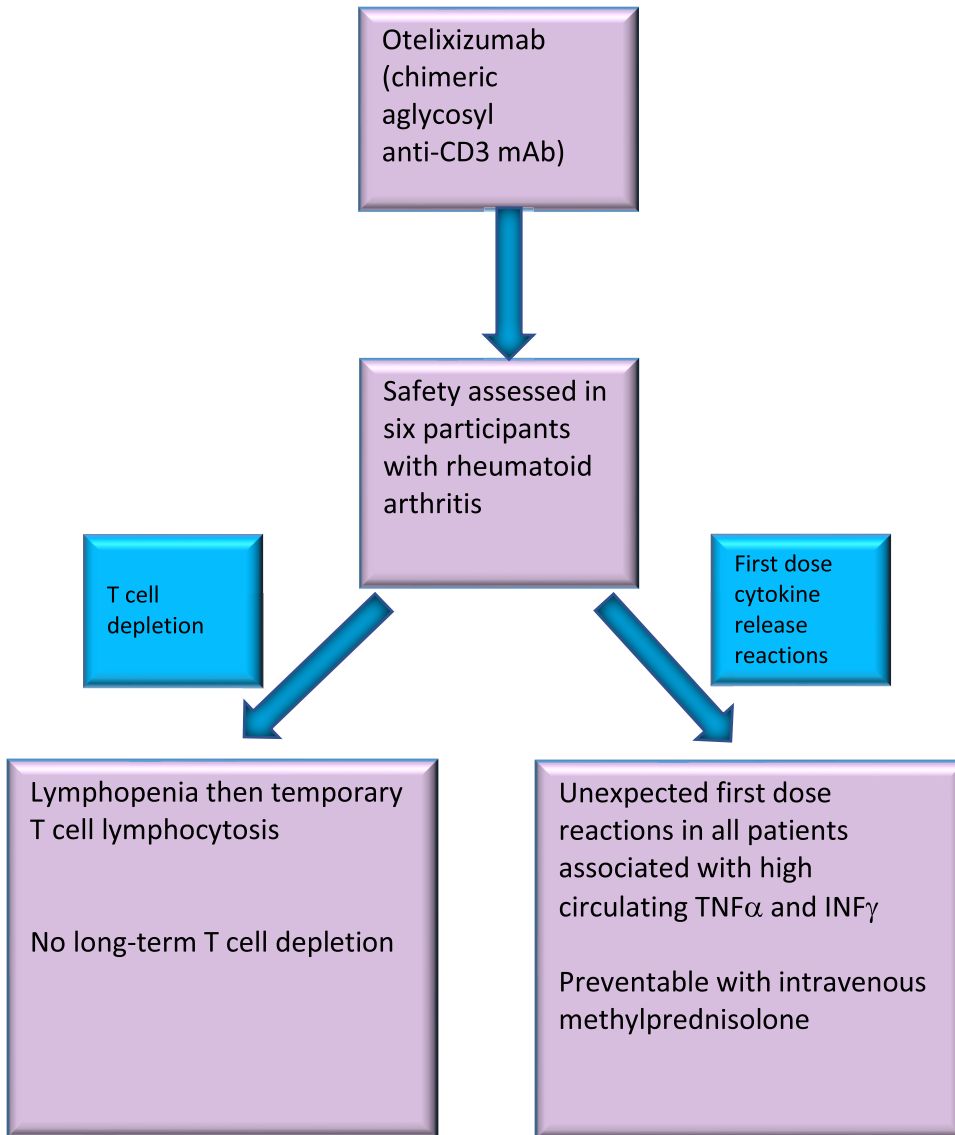 Otelixizumab
(chimeric
aglycosyl
anti-CD3 mAb)
Safety assessed in
six participants
with rheumatoid
arthritis
T cell
depletion
First dose
cytokine
release
reactions
Lymphopenia then temporary
T cell lymphocytosis
No long-term T cell depletion
Unexpected first dose
reactions in all patients
associated with high
circulating TNFα and INFγ
Preventable with intravenous
methylprednisolone